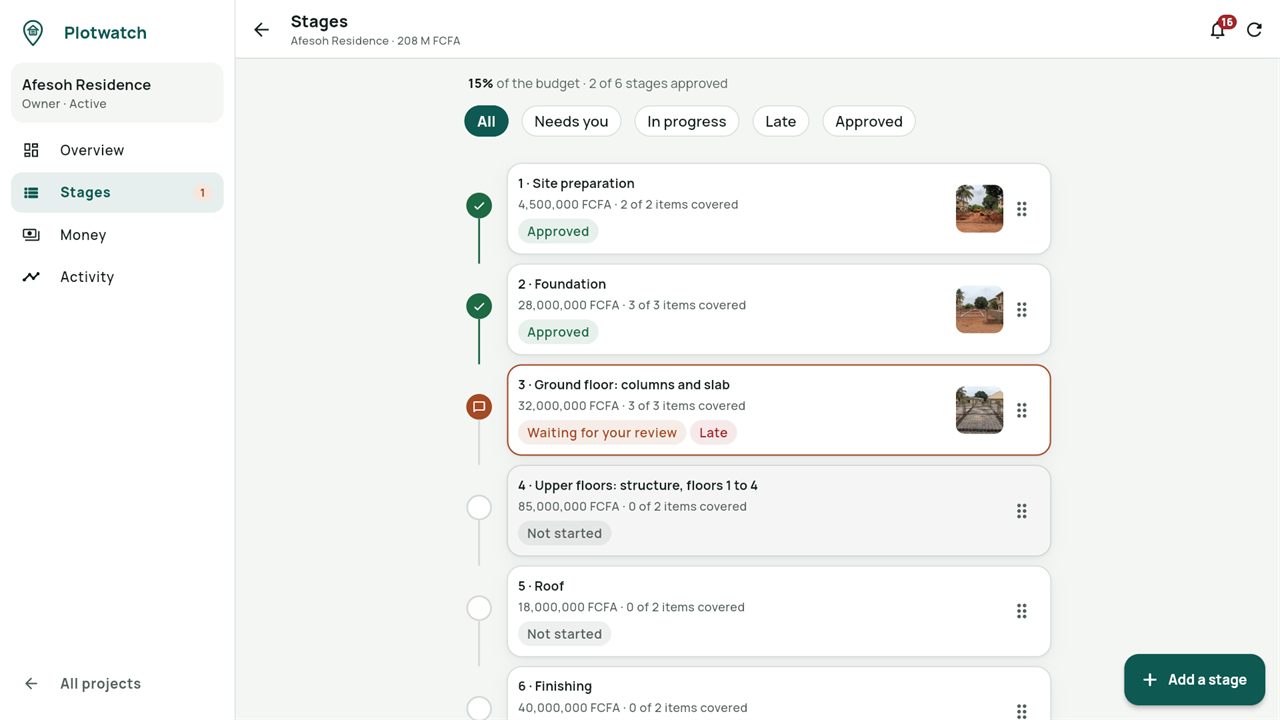 Plotwatch
Afesoh Residence
Owner · Active
Overview
Stages 1
Money
Activity
All projects
Stages
Afesoh Residence · 208 M FCFA
16
15% of the budget · 2 of 6 stages approved
All Needs you In progress Late Approved
1 · Site preparation
4,500,000 FCFA · 2 of 2 items covered
Approved
2 · Foundation
28,000,000 FCFA · 3 of 3 items covered
Approved
3 · Ground floor: columns and slab
32,000,000 FCFA · 3 of 3 items covered
Waiting for your review Late
4 · Upper floors: structure, floors 1 to 4
85,000,000 FCFA · 0 of 2 items covered
Not started
5 · Roof
18,000,000 FCFA · 0 of 2 items covered
Not started
6 · Finishing
40,000,000 FCFA · 0 of 2 items covered
Add a stage